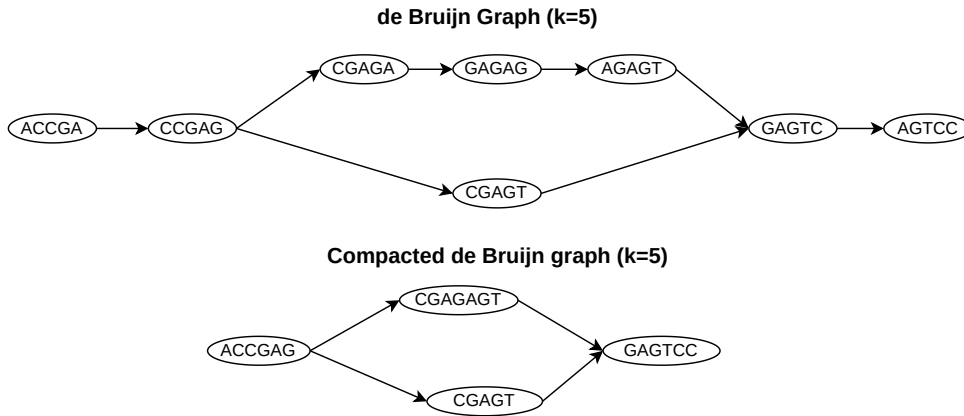 de Bruijn Graph (k=5)
CGAGA
GAGAG
AGAGT
ACCGA
CCGAG
GAGTC
AGTCC
CGAGT
Compacted de Bruijn graph (k=5)
CGAGAGT
ACCGAG
GAGTCC
CGAGT